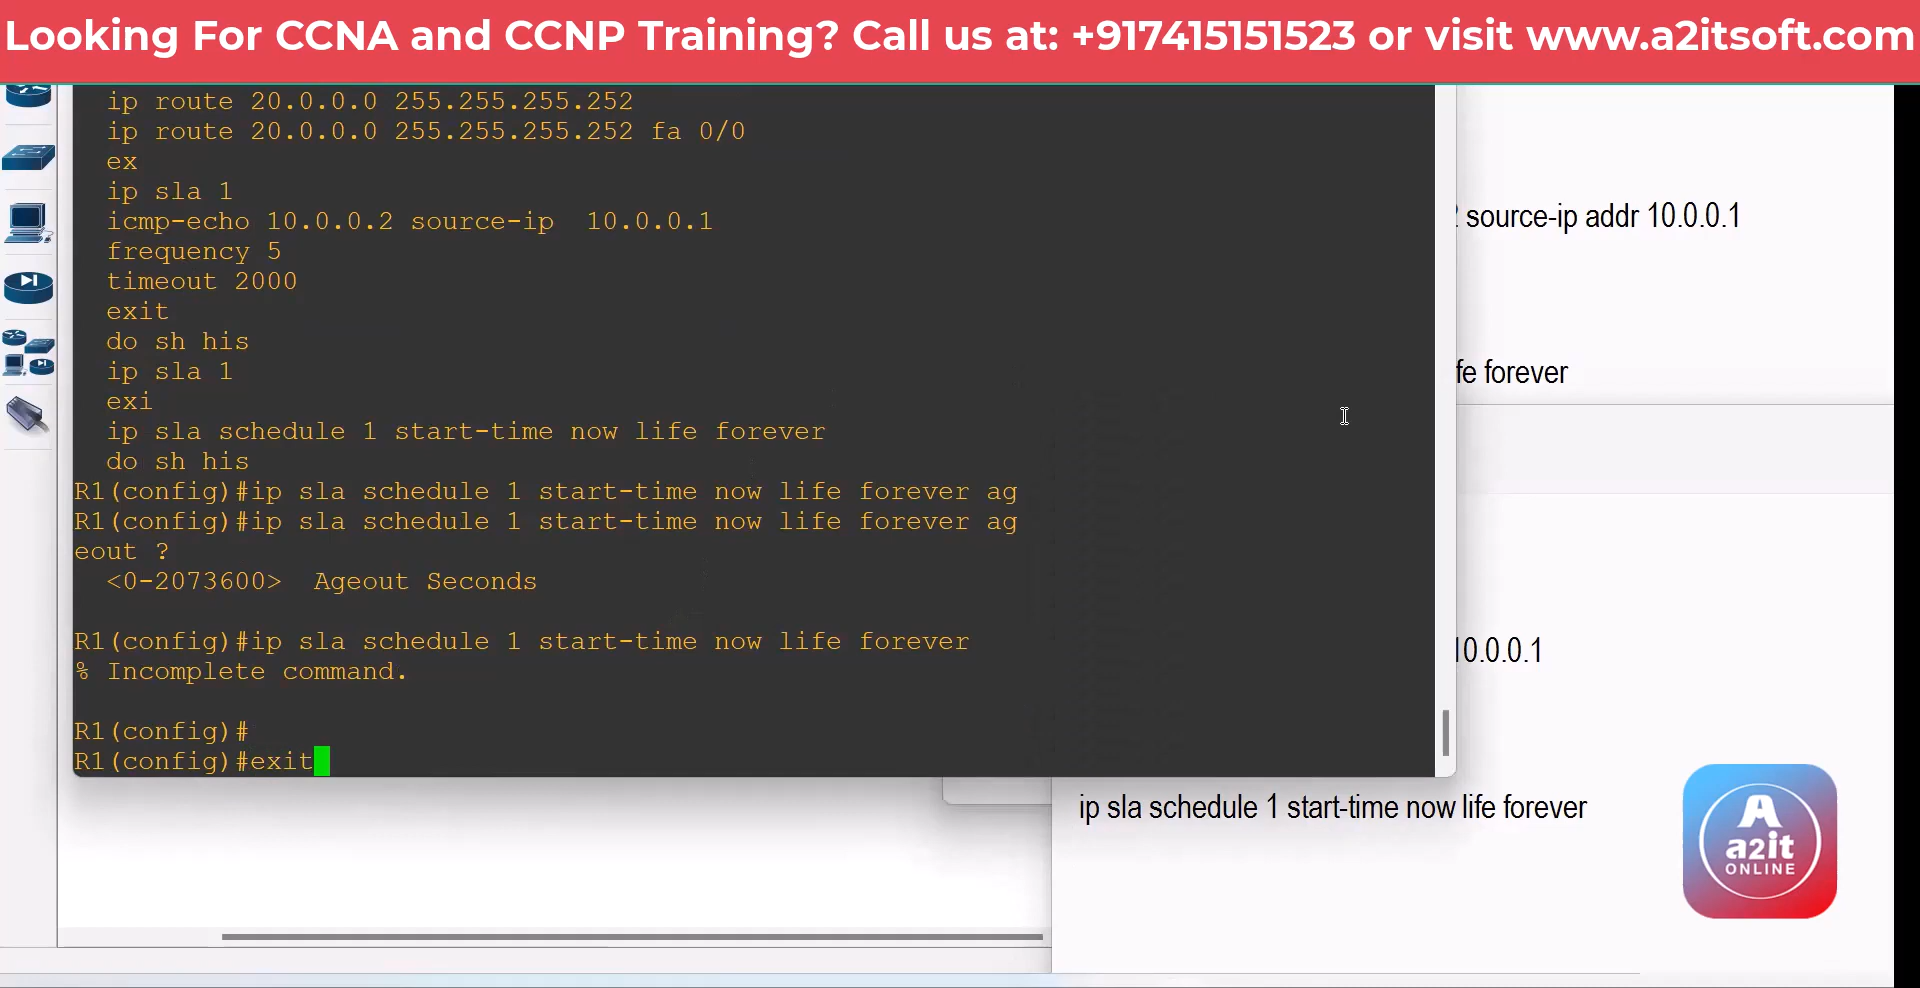 Looking For CCNA and CCNP Training? Call us at: +917415151523 or visit www.a2itsoft.com
ip route 20.0.0.0 255.255.255.252
ip route 20.0.0.0 255.255.255.252 fa 0/0
ex
ip sla 1
icmp-echo 10.0.0.2 source-ip  10.0.0.1
frequency 5
timeout 2000
exit
do sh his
ip sla 1
exi
ip sla schedule 1 start-time now life forever
do sh his
R1(config)#ip sla schedule 1 start-time now life forever ag
R1(config)#ip sla schedule 1 start-time now life forever ag
eout ?
<0-2073600>  Ageout Seconds
R1(config)#ip sla schedule 1 start-time now life forever
% Incomplete command.
R1(config)#
R1(config)#exit
source-ip addr 10.0.0.1
fe forever
10.0.0.1
ip sla schedule 1 start-time now life forever
A
a2it
ONLINE